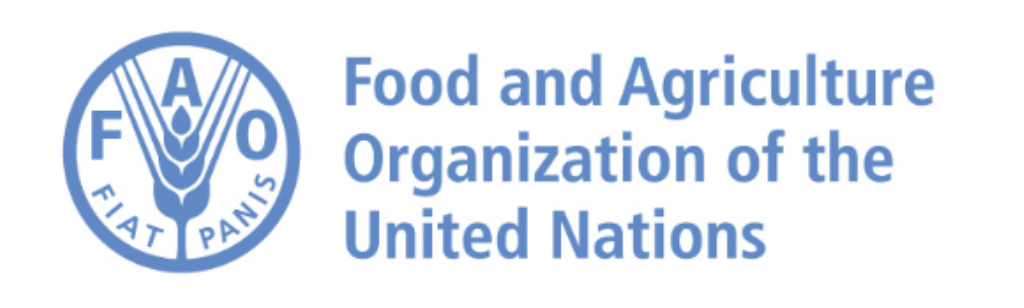 F A O
FIAT PANIS
Food and Agriculture
Organization of the
United Nations